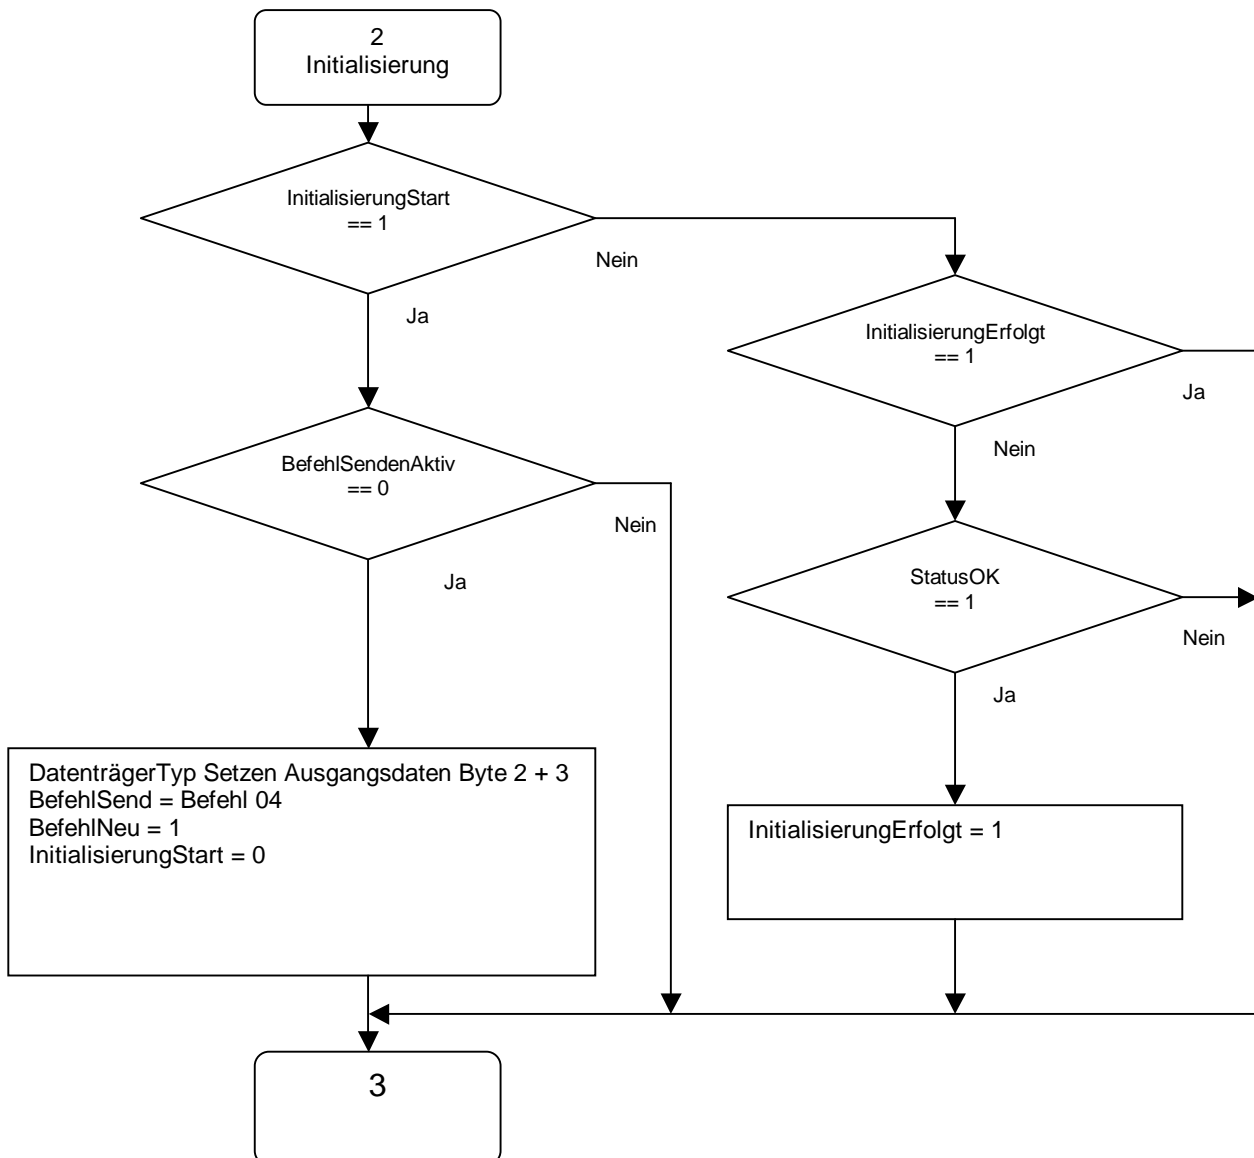 2
Initialisierung
InitialisierungStart
== 1
Nein
Ja
InitialisierungErfolgt
== 1
Ja
Nein
BefehlSendenAktiv
== 0
Nein
Ja
StatusOK
== 1
Nein
Ja
DatenträgerTyp Setzen Ausgangsdaten Byte 2 + 3
BefehlSend = Befehl 04
BefehlNeu = 1
InitialisierungStart = 0
InitialisierungErfolgt = 1
3